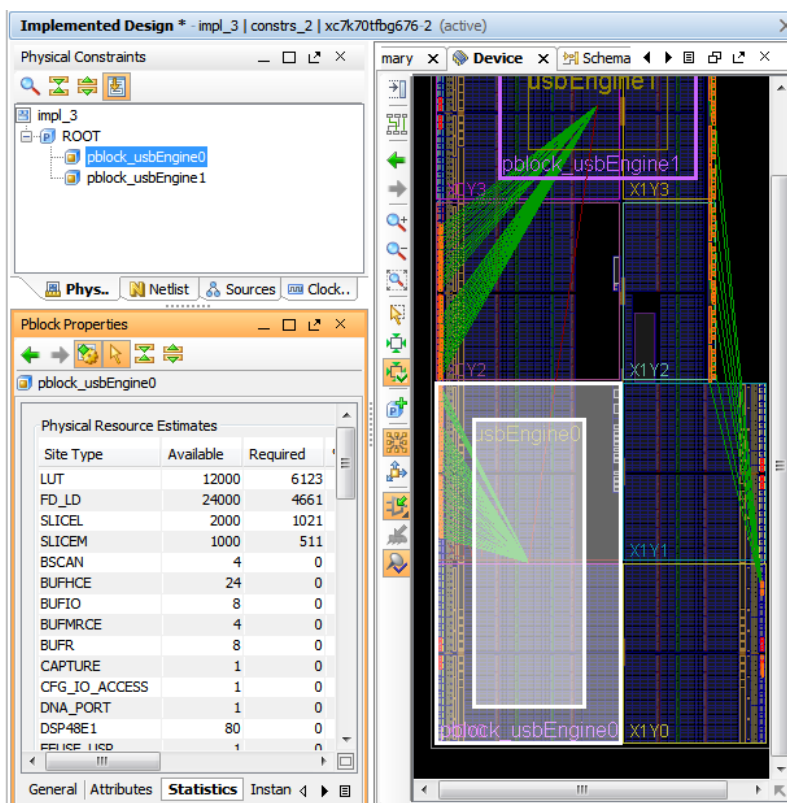 Implemented Design * - impl_3 | constrs_2 | xc7k70tfbg676-2 (active)
Physical Constraints
impl_3
ROOT
pblock_usbEngine0
pblock_usbEngine1
Phys.. Netlist Sources Clock..
Pblock Properties
pblock_usbEngine0
Physical Resource Estimates
Site Type Available Required
LUT 12000 6123
FD_LD 24000 4661
SLICEL 2000 1021
SLICEM 1000 511
BSCAN 4 0
BUFHCE 24 0
BUFIO 8 0
BUFMRCE 4 0
BUFR 8 0
CAPTURE 1 0
CFG_IO_ACCESS 1 0
DNA_PORT 1 0
DSP48E1 80 0
EFUSE_USR 1 0
General Attributes Statistics Instan
mary Device Schema
usbEngine1
pblock_usbEngine1
X1Y3
X1Y2
usbEngine0
X1Y1
pblock_usbEngine0 X1Y0